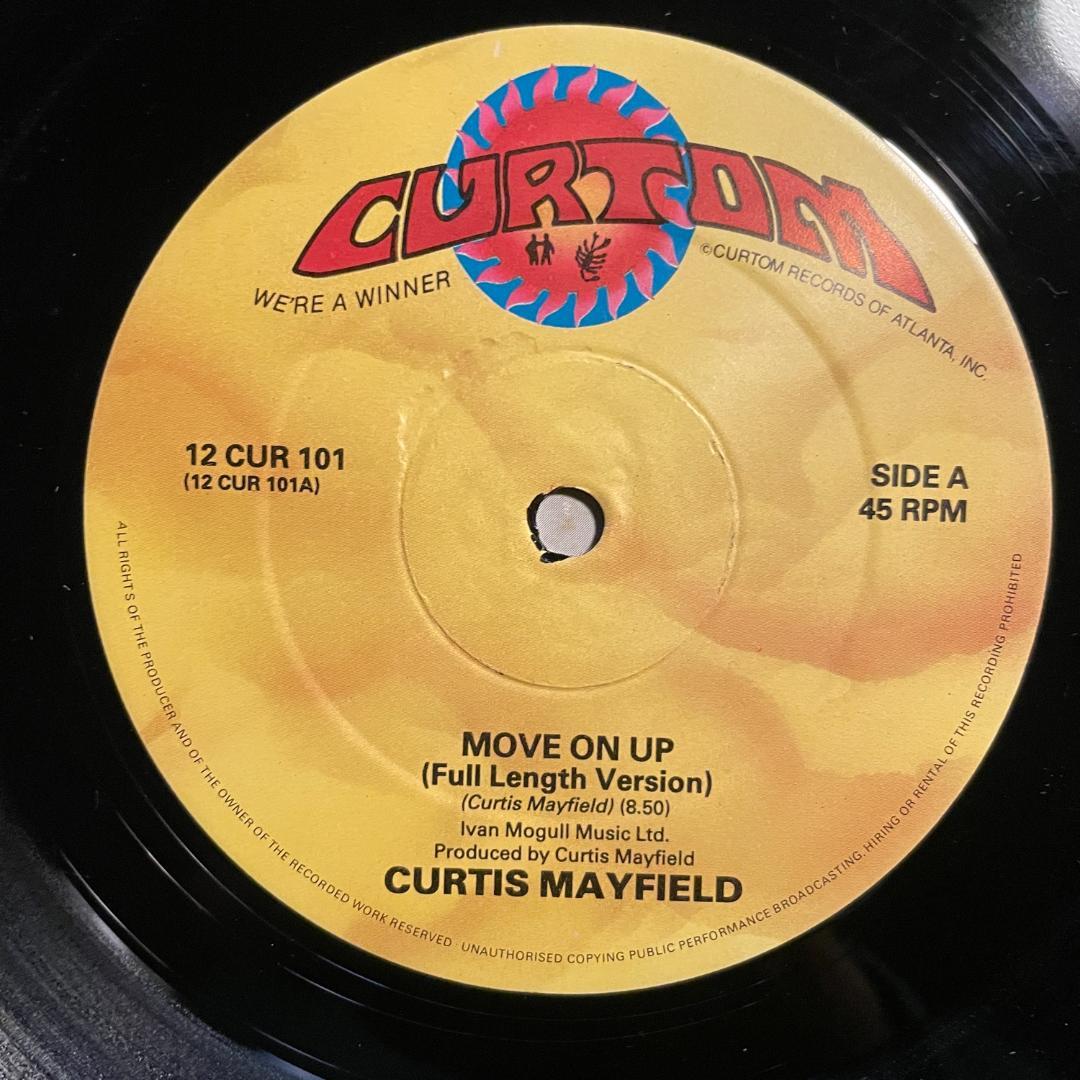 CURTOM
WE'RE A WINNER
©CURTOM RECORDS OF ATLANTA, INC.
12 CUR 101
(12 CUR 101A)
SIDE A
45 RPM
MOVE ON UP
(Full Length Version)
(Curtis Mayfield) (8.50)
Ivan Mogull Music Ltd.
Produced by Curtis Mayfield
CURTIS MAYFIELD
ALL RIGHTS OF THE PRODUCER AND OF THE OWNER OF THE RECORDED WORK RESERVED · UNAUTHORISED COPYING PUBLIC PERFORMANCE BROADCASTING, HIRING OR RENTAL OF THIS RECORDING PROHIBITED